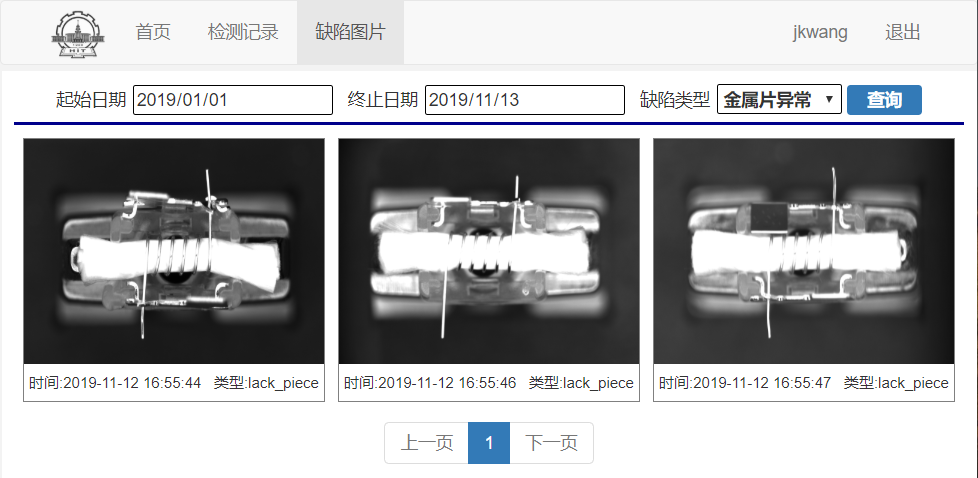 HIT 首页 检测记录 缺陷图片 jkwang 退出
起始日期 2019/01/01 终止日期 2019/11/13 缺陷类型 金属片异常 查询
时间:2019-11-12 16:55:44 类型:lack_piece 时间:2019-11-12 16:55:46 类型:lack_piece 时间:2019-11-12 16:55:47 类型:lack_piece
上一页 1 下一页